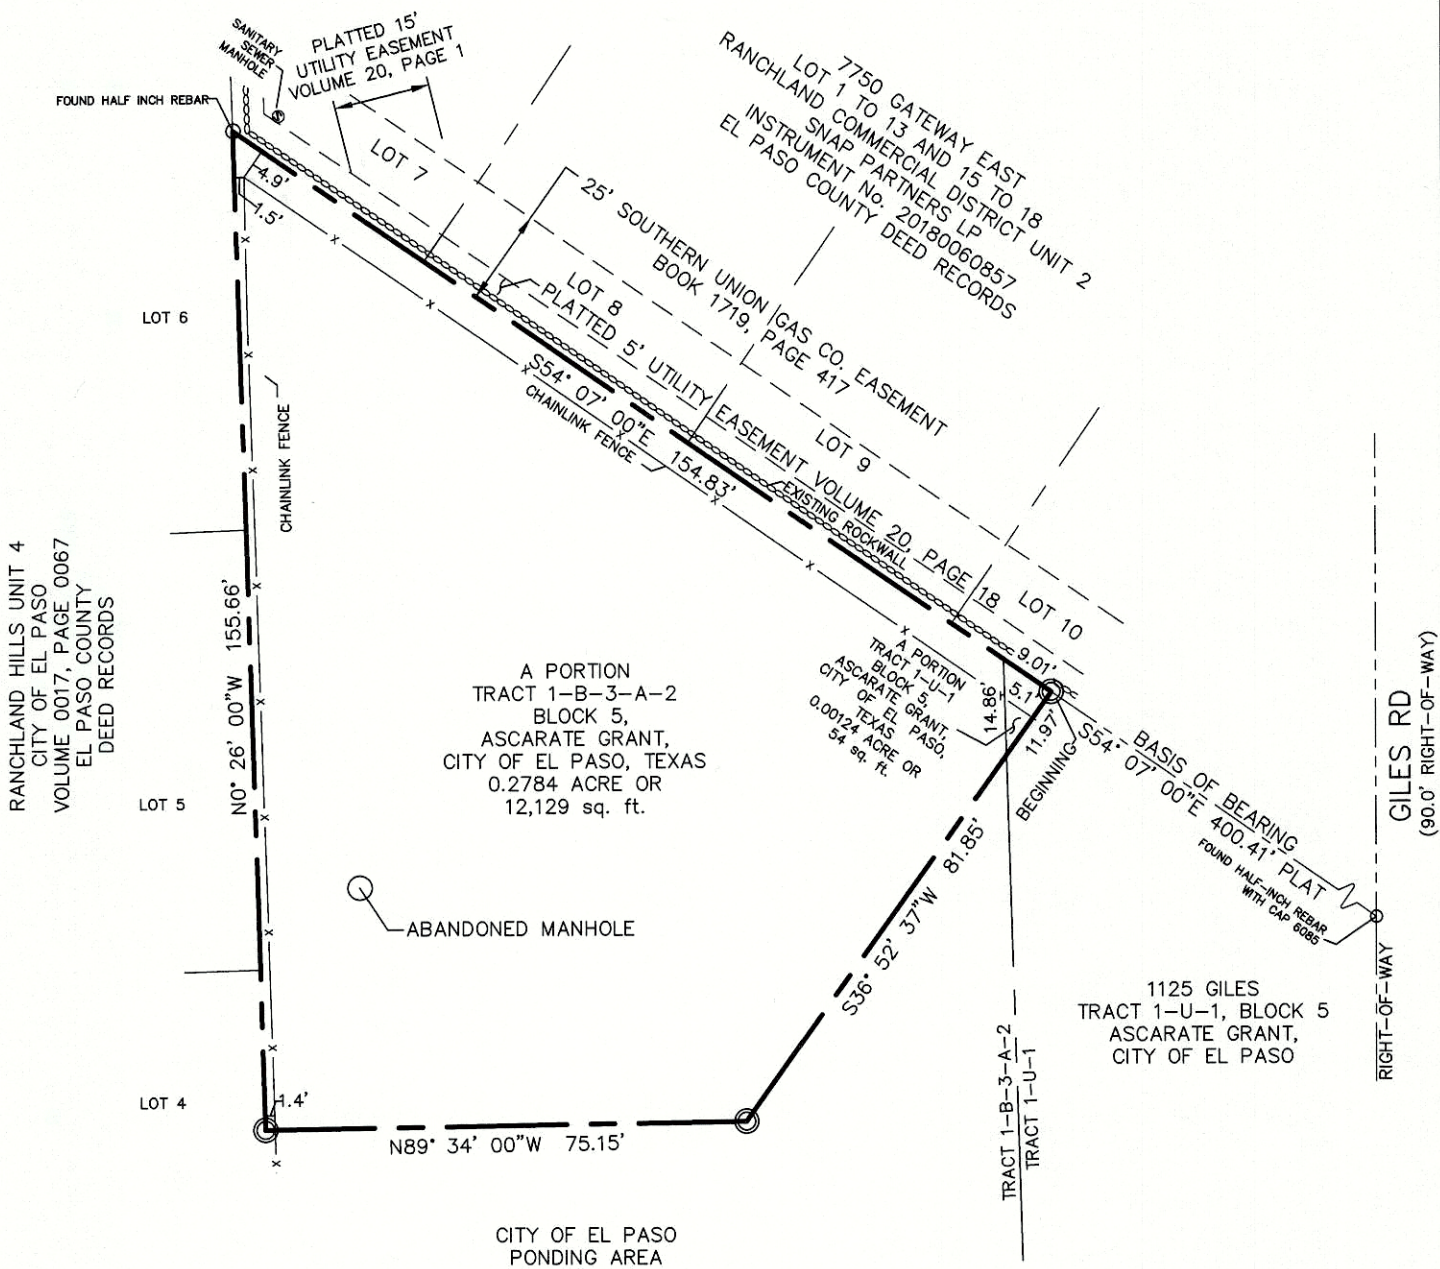 SANITARY
SEWER
MANHOLE
PLATTED 15'
UTILITY EASEMENT
VOLUME 20, PAGE 1
FOUND HALF INCH REBAR
S
LOT 7
7750 GATEWAY EAST
LOT 1 TO 13 AND 15 TO 18
RANCHLAND COMMERCIAL DISTRICT UNIT 2
SNAP PARTNERS LP
INSTRUMENT No. 20180060857
EL PASO COUNTY DEED RECORDS
4.9'
1.5'
25' SOUTHERN UNION GAS CO. EASEMENT
BOOK 1719, PAGE 417
LOT 8
PLATTED 5' UTILITY EASEMENT VOLUME 20, PAGE 18
LOT 6
S54° 07' 00"E 154.83'
CHAINLINK FENCE
CHAINLINK FENCE
LOT 9
EXISTING ROCKWALL
LOT 10
RANCHLAND HILLS UNIT 4
CITY OF EL PASO
VOLUME 0017, PAGE 0067
EL PASO COUNTY
DEED RECORDS
N0° 26' 00"W 155.66'
A PORTION
TRACT 1-B-3-A-2
BLOCK 5,
ASCARATE GRANT,
CITY OF EL PASO, TEXAS
0.2784 ACRE OR
12,129 sq. ft.
A PORTION
TRACT 1-U-1
BLOCK 5,
ASCARATE GRANT,
CITY OF EL PASO,
TEXAS
0.00124 ACRE OR
54 sq. ft.
9.01'
5.1'
14.86
11.97'
BEGINNING
BASIS OF BEARING
S54° 07' 00"E 400.41' PLAT
FOUND HALF-INCH REBAR
WITH CAP 6085
GILES RD
(90.0' RIGHT-OF-WAY)
RIGHT-OF-WAY
LOT 5
S36° 52' 37"W 81.85'
ABANDONED MANHOLE
1125 GILES
TRACT 1-U-1, BLOCK 5
ASCARATE GRANT,
CITY OF EL PASO
TRACT 1-B-3-A-2
TRACT 1-U-1
LOT 4
1.4'
N89° 34' 00"W 75.15'
CITY OF EL PASO
PONDING AREA